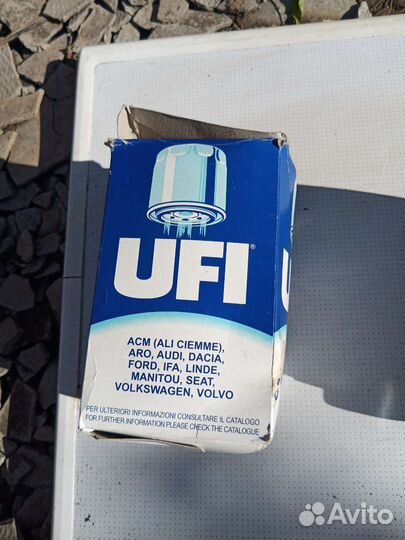 UFI®
ACM (ALI CIEMME),
ARO, AUDI, DACIA,
FORD, IFA, LINDE,
MANITOU, SEAT,
VOLKSWAGEN, VOLVO
PER ULTERIORI INFORMAZIONI CONSULTARE IL CATALOGO
FOR FURTHER INFORMATION PLEASE CHECK THE CATALOGUE
Avito